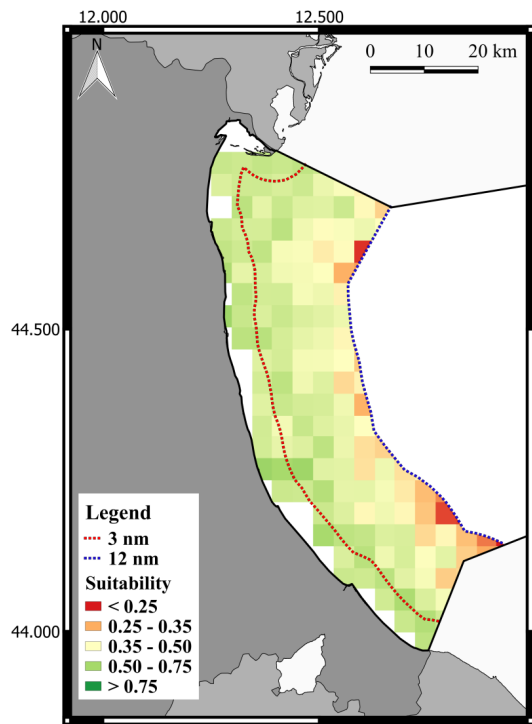 12.000 12.500
N
0 10 20 km
44.500
44.000
Legend
3 nm
12 nm
Suitability
< 0.25
0.25 - 0.35
0.35 - 0.50
0.50 - 0.75
> 0.75